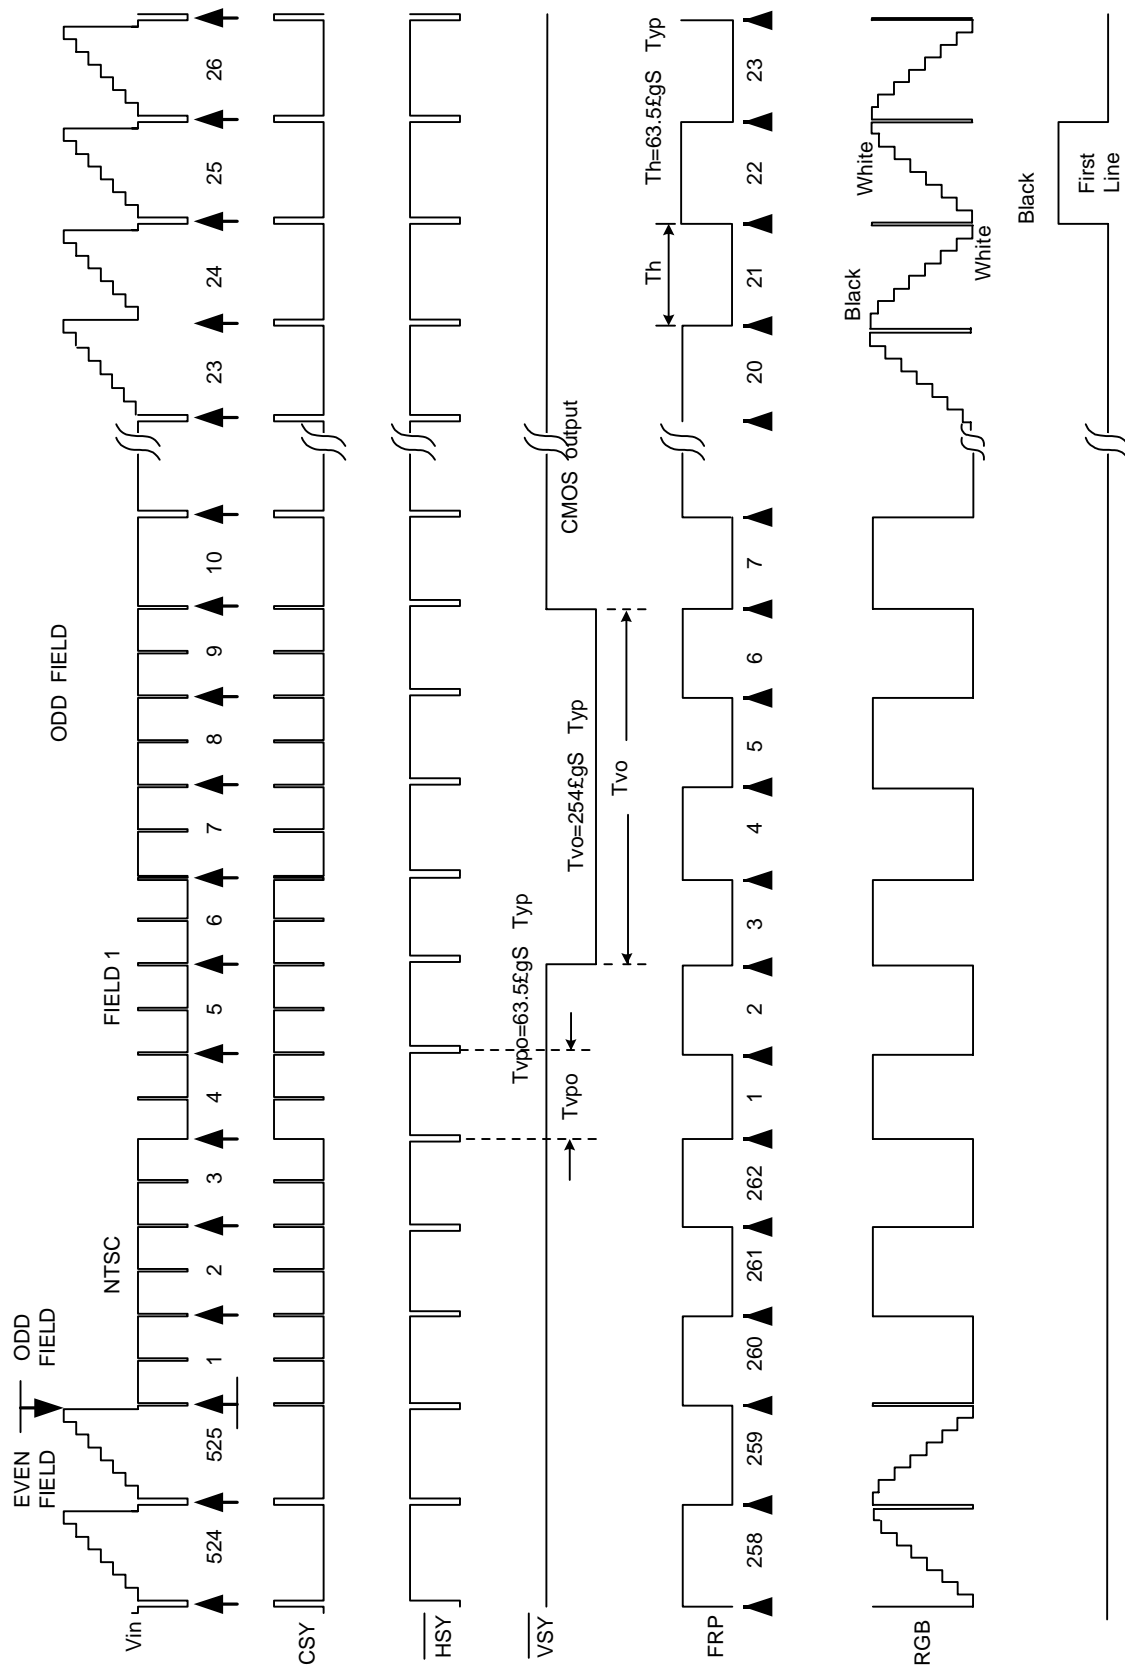 EVEN FIELD
ODD FIELD
NTSC
FIELD 1
ODD FIELD
Vin
524 525 1 2 3 4 5 6 7 8 9 10 23 24 25 26
CSY
HSY
Tvpo=63.5£gS Typ
Tvpo
VSY
Tvo=254£gS Typ
Tvo
CMOS output
Th
Th=63.5£gS Typ
FRP
258 259 260 261 262 1 2 3 4 5 6 7 20 21 22 23
RGB
Black
White
White
Black
First Line